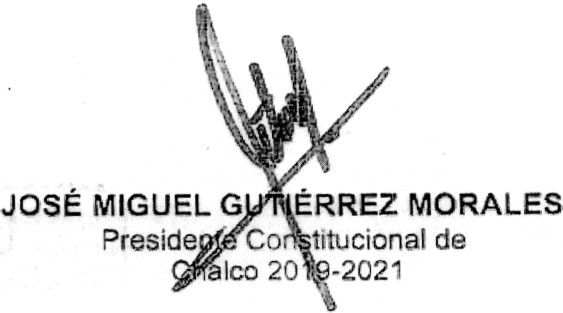 JOSÉ MIGUEL GUTIÉRREZ MORALES
Presidente Constitucional de
Chalco 2019-2021